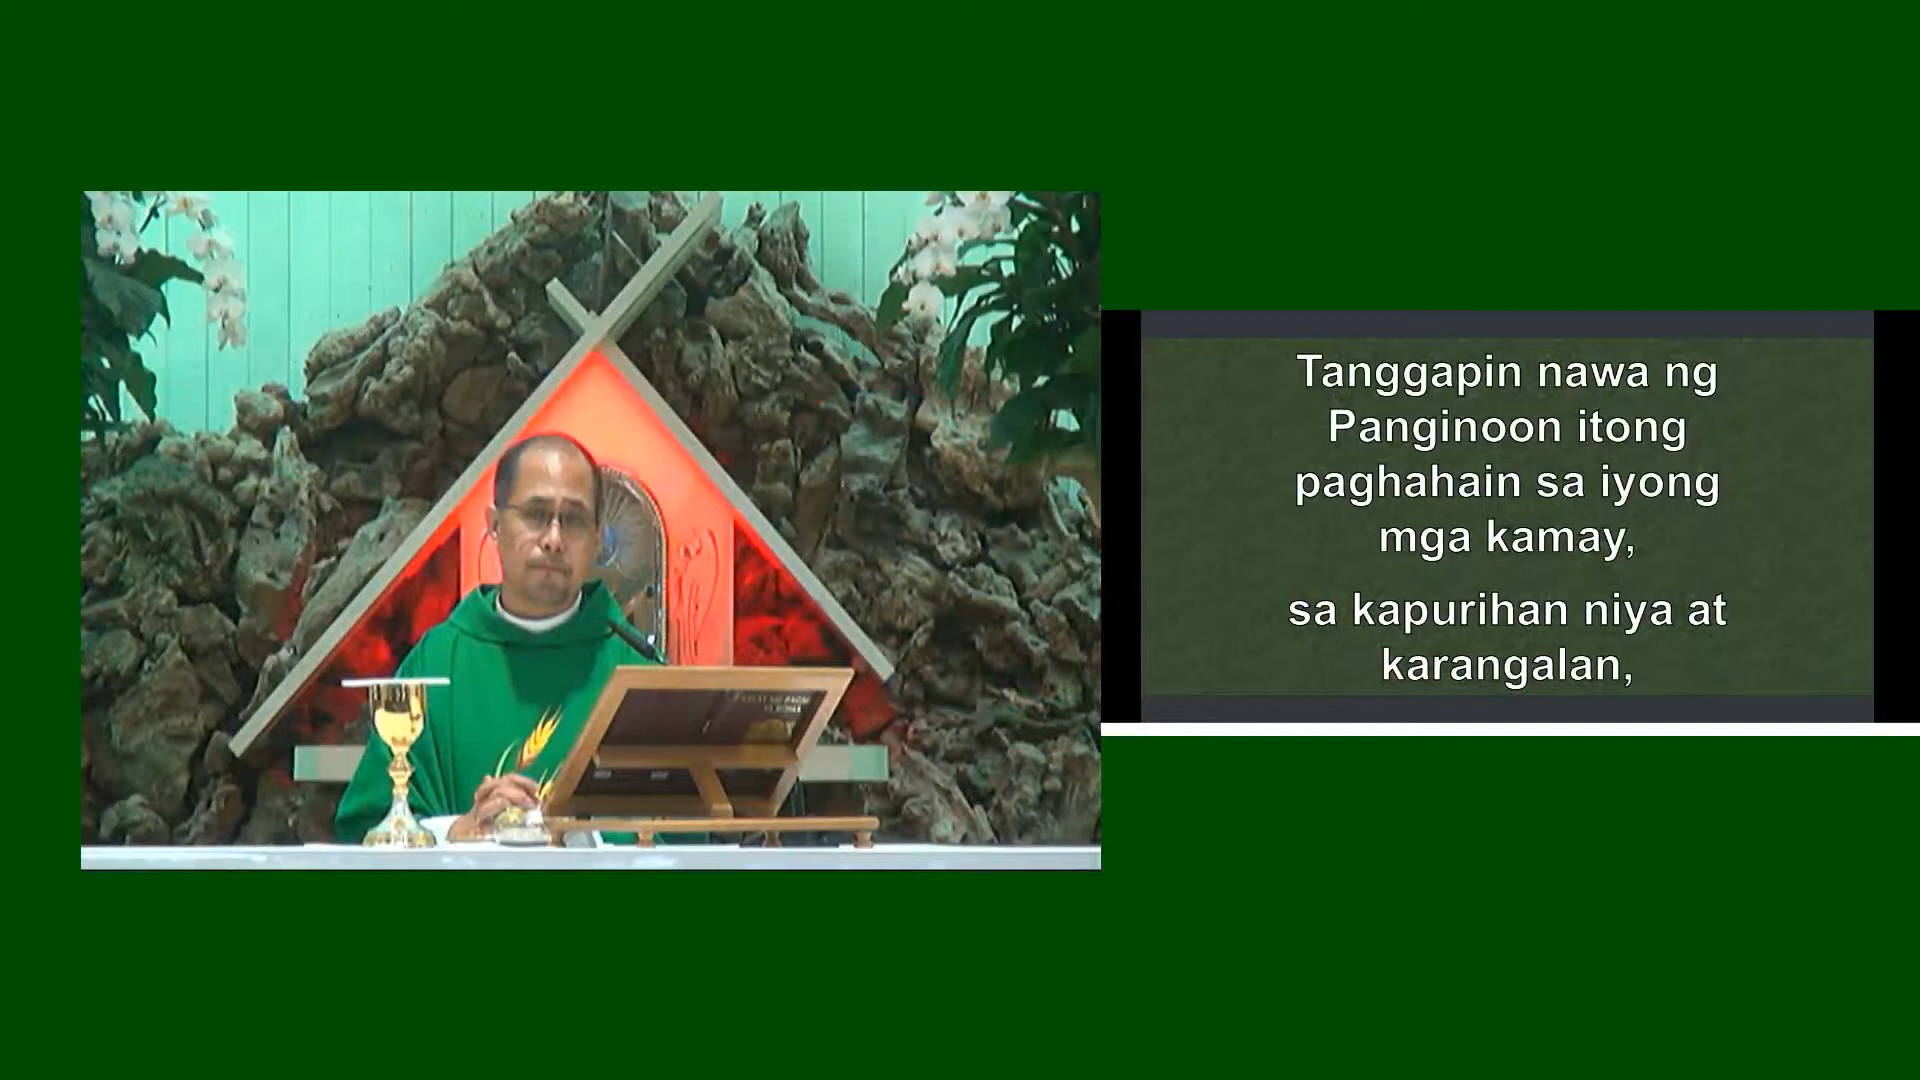 Tanggapin nawa ng
Panginoon itong
paghahain sa iyong
mga kamay,
sa kapurihan niya at
karangalan,